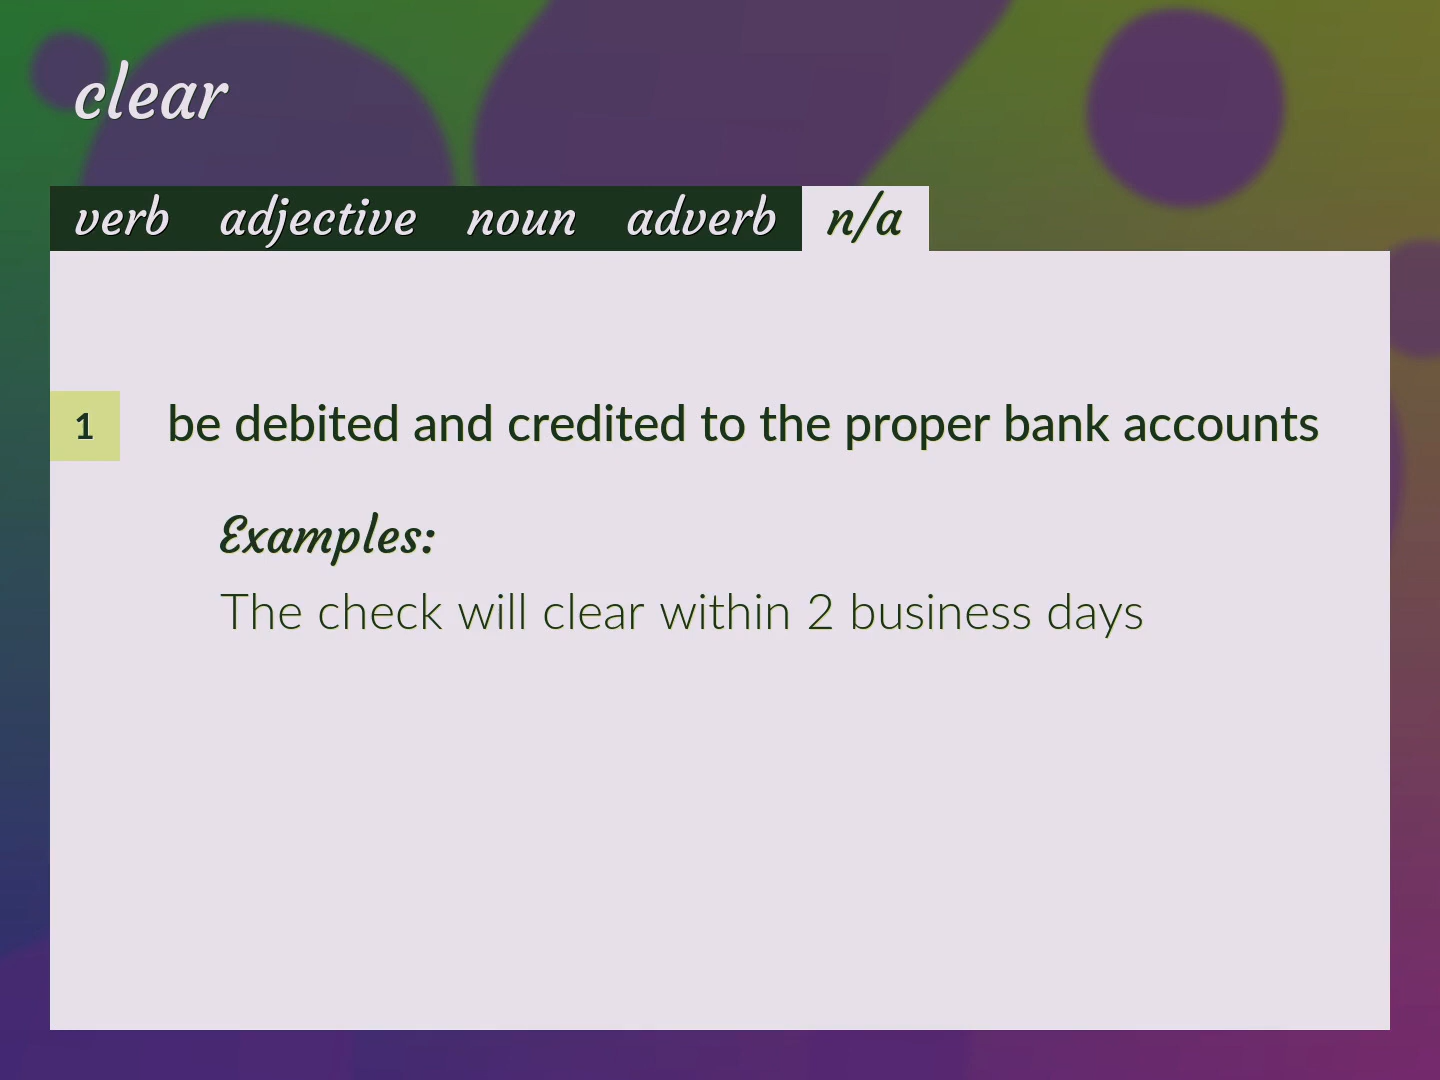 clear
verb adjective noun adverb n/a
1 be debited and credited to the proper bank accounts
Examples:
The check will clear within 2 business days